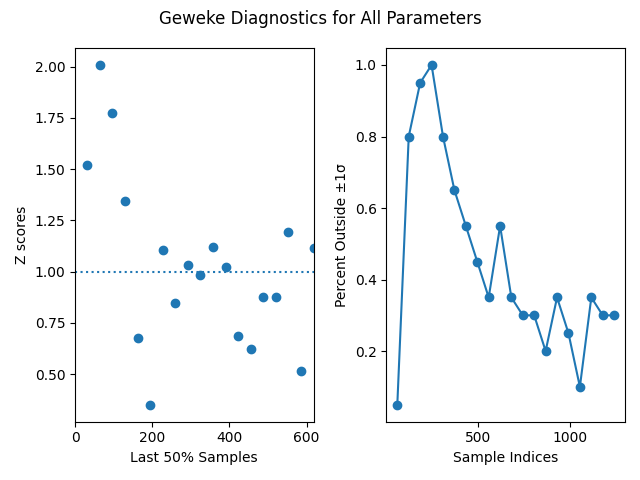 Geweke Diagnostics for All Parameters
Z scores
2.00
1.75
1.50
1.25
1.00
0.75
0.50
0 200 400 600
Last 50% Samples
Percent Outside ±1σ
1.0
0.8
0.6
0.4
0.2
500 1000
Sample Indices